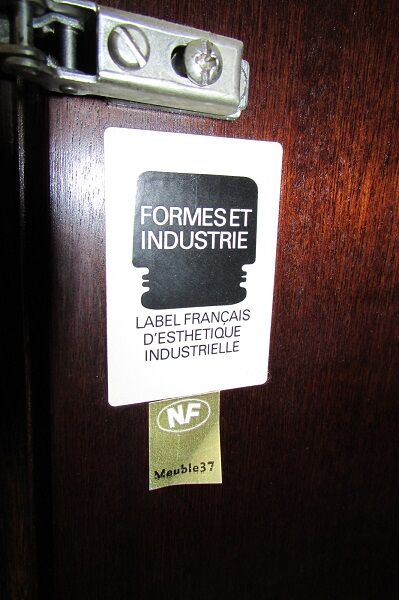 FORMES ET
INDUSTRIE
LABEL FRANÇAIS
D'ESTHETIQUE
INDUSTRIELLE
NF
Meuble37